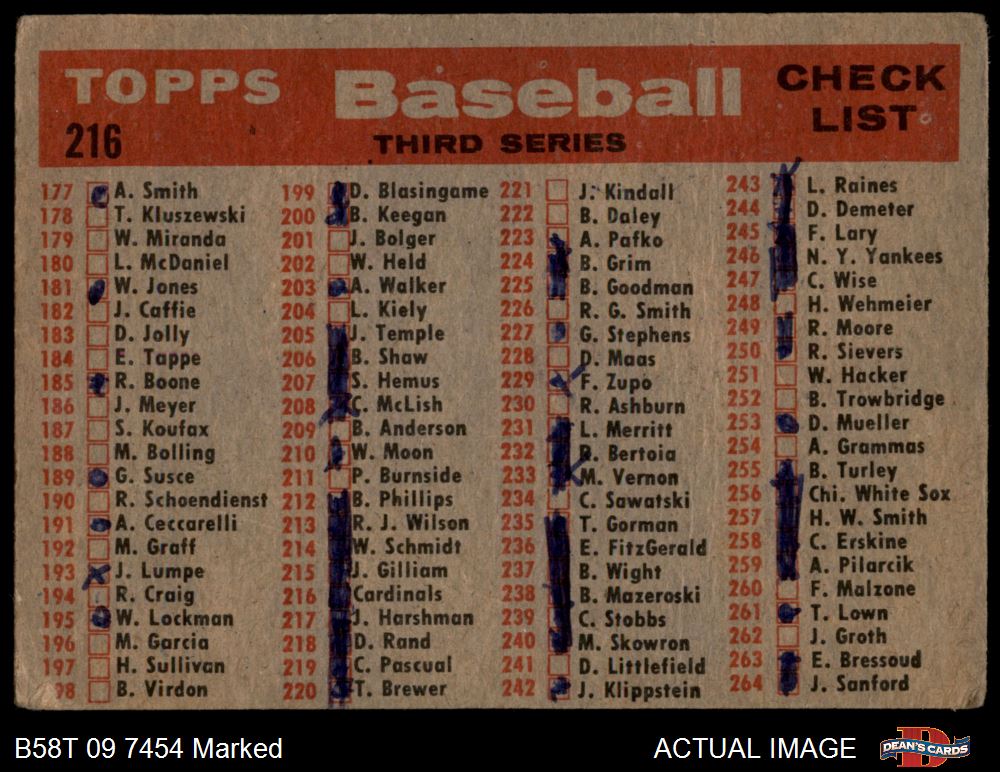 TOPPS Baseball CHECK LIST
216 THIRD SERIES
177 A. Smith
178 T. Kluszewski
179 W. Miranda
180 L. McDaniel
181 W. Jones
182 J. Caffie
183 D. Jolly
184 E. Tappe
185 R. Boone
186 J. Meyer
187 S. Koufax
188 M. Bolling
189 G. Susce
190 R. Schoendienst
191 A. Ceccarelli
192 M. Graff
193 J. Lumpe
194 R. Craig
195 W. Lockman
196 M. Garcia
197 H. Sullivan
98 B. Virdon
199 D. Blasingame
200 B. Keegan
201 J. Bolger
202 W. Held
203 A. Walker
204 L. Kiely
205 J. Temple
206 B. Shaw
207 S. Hemus
208 C. McLish
209 B. Anderson
210 W. Moon
211 P. Burnside
212 B. Phillips
213 R. J. Wilson
214 W. Schmidt
215 J. Gilliam
216 Cardinals
217 J. Harshman
218 D. Rand
219 C. Pascual
220 T. Brewer
221 J. Kindall
222 B. Daley
223 A. Pafko
224 B. Grim
225 B. Goodman
226 R. G. Smith
227 G. Stephens
228 D. Maas
229 F. Zupo
230 R. Ashburn
231 L. Merritt
232 R. Bertoia
233 M. Vernon
234 C. Sawatski
235 T. Gorman
236 E. FitzGerald
237 B. Wight
238 B. Mazeroski
239 C. Stobbs
240 M. Skowron
241 D. Littlefield
242 J. Klippstein
243 L. Raines
244 D. Demeter
245 F. Lary
246 N. Y. Yankees
247 C. Wise
248 H. Wehmeier
249 R. Moore
250 R. Sievers
251 W. Hacker
252 B. Trowbridge
253 D. Mueller
254 A. Grammas
255 B. Turley
256 Chi. White Sox
257 H. W. Smith
258 C. Erskine
259 A. Pilarcik
260 F. Malzone
261 T. Lown
262 J. Groth
263 E. Bressoud
264 J. Sanford
B58T 09 7454 Marked ACTUAL IMAGE DEAN'S CARDS